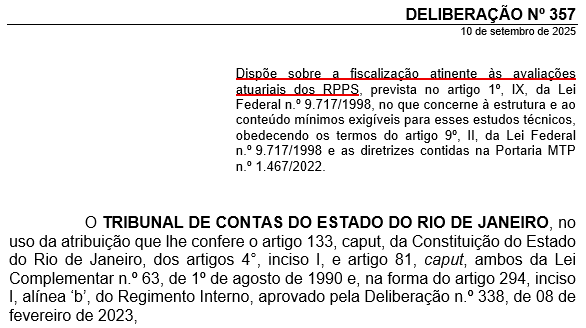 DELIBERAÇÃO Nº 357
10 de setembro de 2025
Dispõe sobre a fiscalização atinente às avaliações
atuariais dos RPPS, prevista no artigo 1º, IX, da Lei
Federal n.º 9.717/1998, no que concerne à estrutura e ao
conteúdo mínimos exigíveis para esses estudos técnicos,
obedecendo os termos do artigo 9º, II, da Lei Federal
n.º 9.717/1998 e as diretrizes contidas na Portaria MTP
n.º 1.467/2022.
O TRIBUNAL DE CONTAS DO ESTADO DO RIO DE JANEIRO, no
uso da atribuição que lhe confere o artigo 133, caput, da Constituição do Estado
do Rio de Janeiro, dos artigos 4°, inciso I, e artigo 81, caput, ambos da Lei
Complementar n.º 63, de 1º de agosto de 1990 e, na forma do artigo 294, inciso
I, alínea ‘b’, do Regimento Interno, aprovado pela Deliberação n.º 338, de 08 de
fevereiro de 2023,